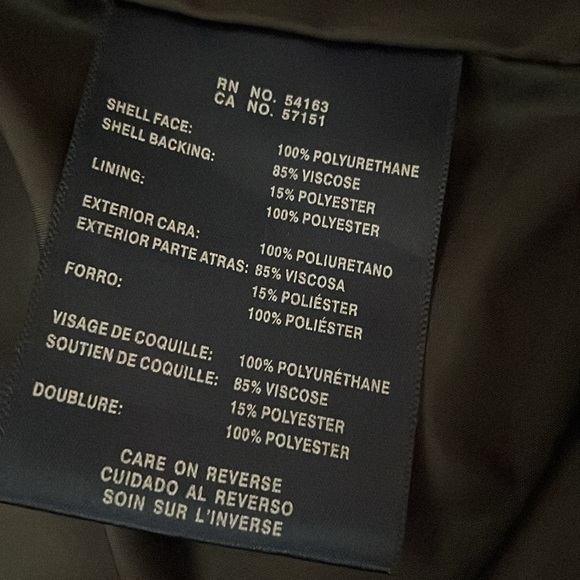 RN NO. 54163
CA NO. 57151
SHELL FACE: 100% POLYURETHANE
SHELL BACKING: 85% VISCOSE
15% POLYESTER
LINING: 100% POLYESTER
EXTERIOR CARA: 100% POLIURETANO
EXTERIOR PARTE ATRAS: 85% VISCOSA
15% POLIÉSTER
FORRO: 100% POLIÉSTER
VISAGE DE COQUILLE: 100% POLYURÉTHANE
SOUTIEN DE COQUILLE: 85% VISCOSE
15% POLYESTER
DOUBLURE: 100% POLYESTER
CARE ON REVERSE
CUIDADO AL REVERSO
SOIN SUR L'INVERSE